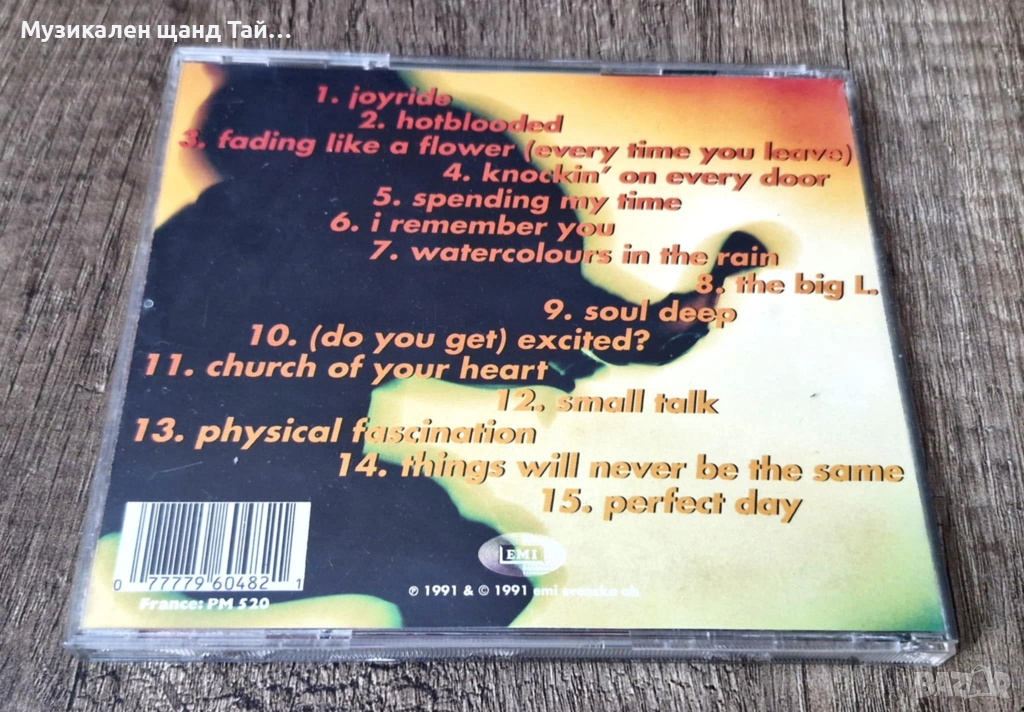 Музикален щанд Тай...
1. joyride
2. hotblooded
3. fading like a flower (every time you leave)
4. knockin' on every door
5. spending my time
6. i remember you
7. watercolours in the rain
8. the big L.
9. soul deep
10. (do you get) excited?
11. church of your heart
12. small talk
13. physical fascination
14. things will never be the same
15. perfect day
EMI
0 77779 60482 1
France: PM 520
℗ 1991 & © 1991 emi svenska ab
BAZAR